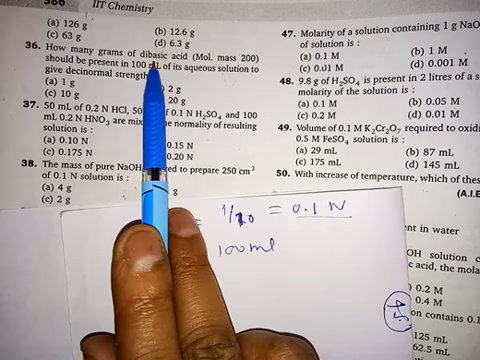 366 IIT Chemistry
(a) 126 g (b) 12.6 g
(c) 63 g (d) 6.3 g
36. How many grams of dibasic acid (Mol. mass 200)
should be present in 100 mL of its aqueous solution to
give decinormal strength
(a) 1 g 2 g
(c) 10 g 20 g
37. 50 mL of 0.2 N HCl, 50 of 0.1 N H₂SO₄ and 100
mL 0.2 N HNO₃ are mix normality of resulting
solution is :
(a) 0.10 N 0.15 N
(c) 0.175 N 0.20 N
38. The mass of pure NaOH to prepare 250 cm³
of 0.1 N solution is :
(a) 4 g g
(c) 2 g
= 1/10 = 0.1 N
100 ml
47. Molarity of a solution containing 1 g NaO
of solution is :
(a) 0.1 M (b) 1 M
(c) 0.01 M (d) 0.001 M
48. 9.8 g of H₂SO₄ is present in 2 litres of a s
molarity of the solution is :
(a) 0.1 M (b) 0.05 M
(c) 0.2 M (d) 0.01 M
49. Volume of 0.1 M K₂Cr₂O₇ required to oxidi
0.5 M FeSO₄ solution is :
(a) 29 mL (b) 87 mL
(c) 175 mL (d) 145 mL
50. With increase of temperature, which of thes
(A.I.E
ent in water
OH solution c
c acid, the mola
0.2 M
0.4 M
on contains 0.1
125 mL
62.5 mL